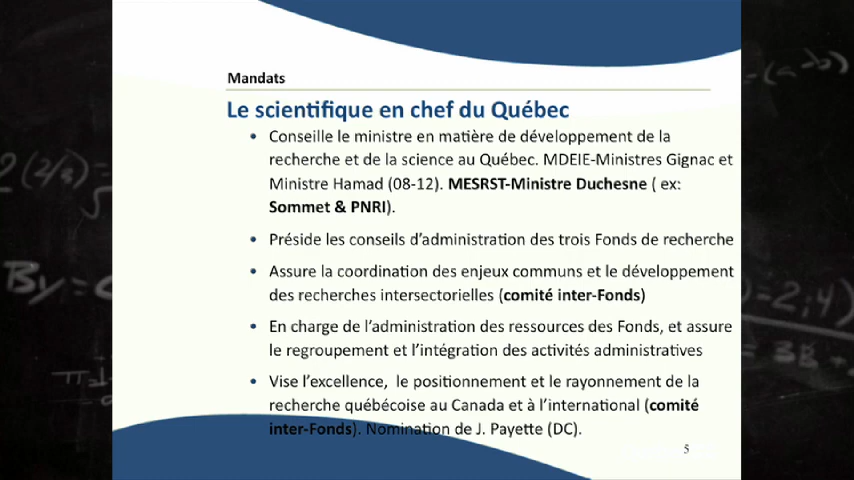 Mandats
Le scientifique en chef du Québec
• Conseille le ministre en matière de développement de la
recherche et de la science au Québec. MDEIE-Ministres Gignac et
Ministre Hamad (08-12). MESRST-Ministre Duchesne ( ex:
Sommet & PNRI).
• Préside les conseils d'administration des trois Fonds de recherche
• Assure la coordination des enjeux communs et le développement
des recherches intersectorielles (comité inter-Fonds)
• En charge de l'administration des ressources des Fonds, et assure
le regroupement et l'intégration des activités administratives
• Vise l'excellence, le positionnement et le rayonnement de la
recherche québécoise au Canada et à l'international (comité
inter-Fonds). Nomination de J. Payette (DC).
5